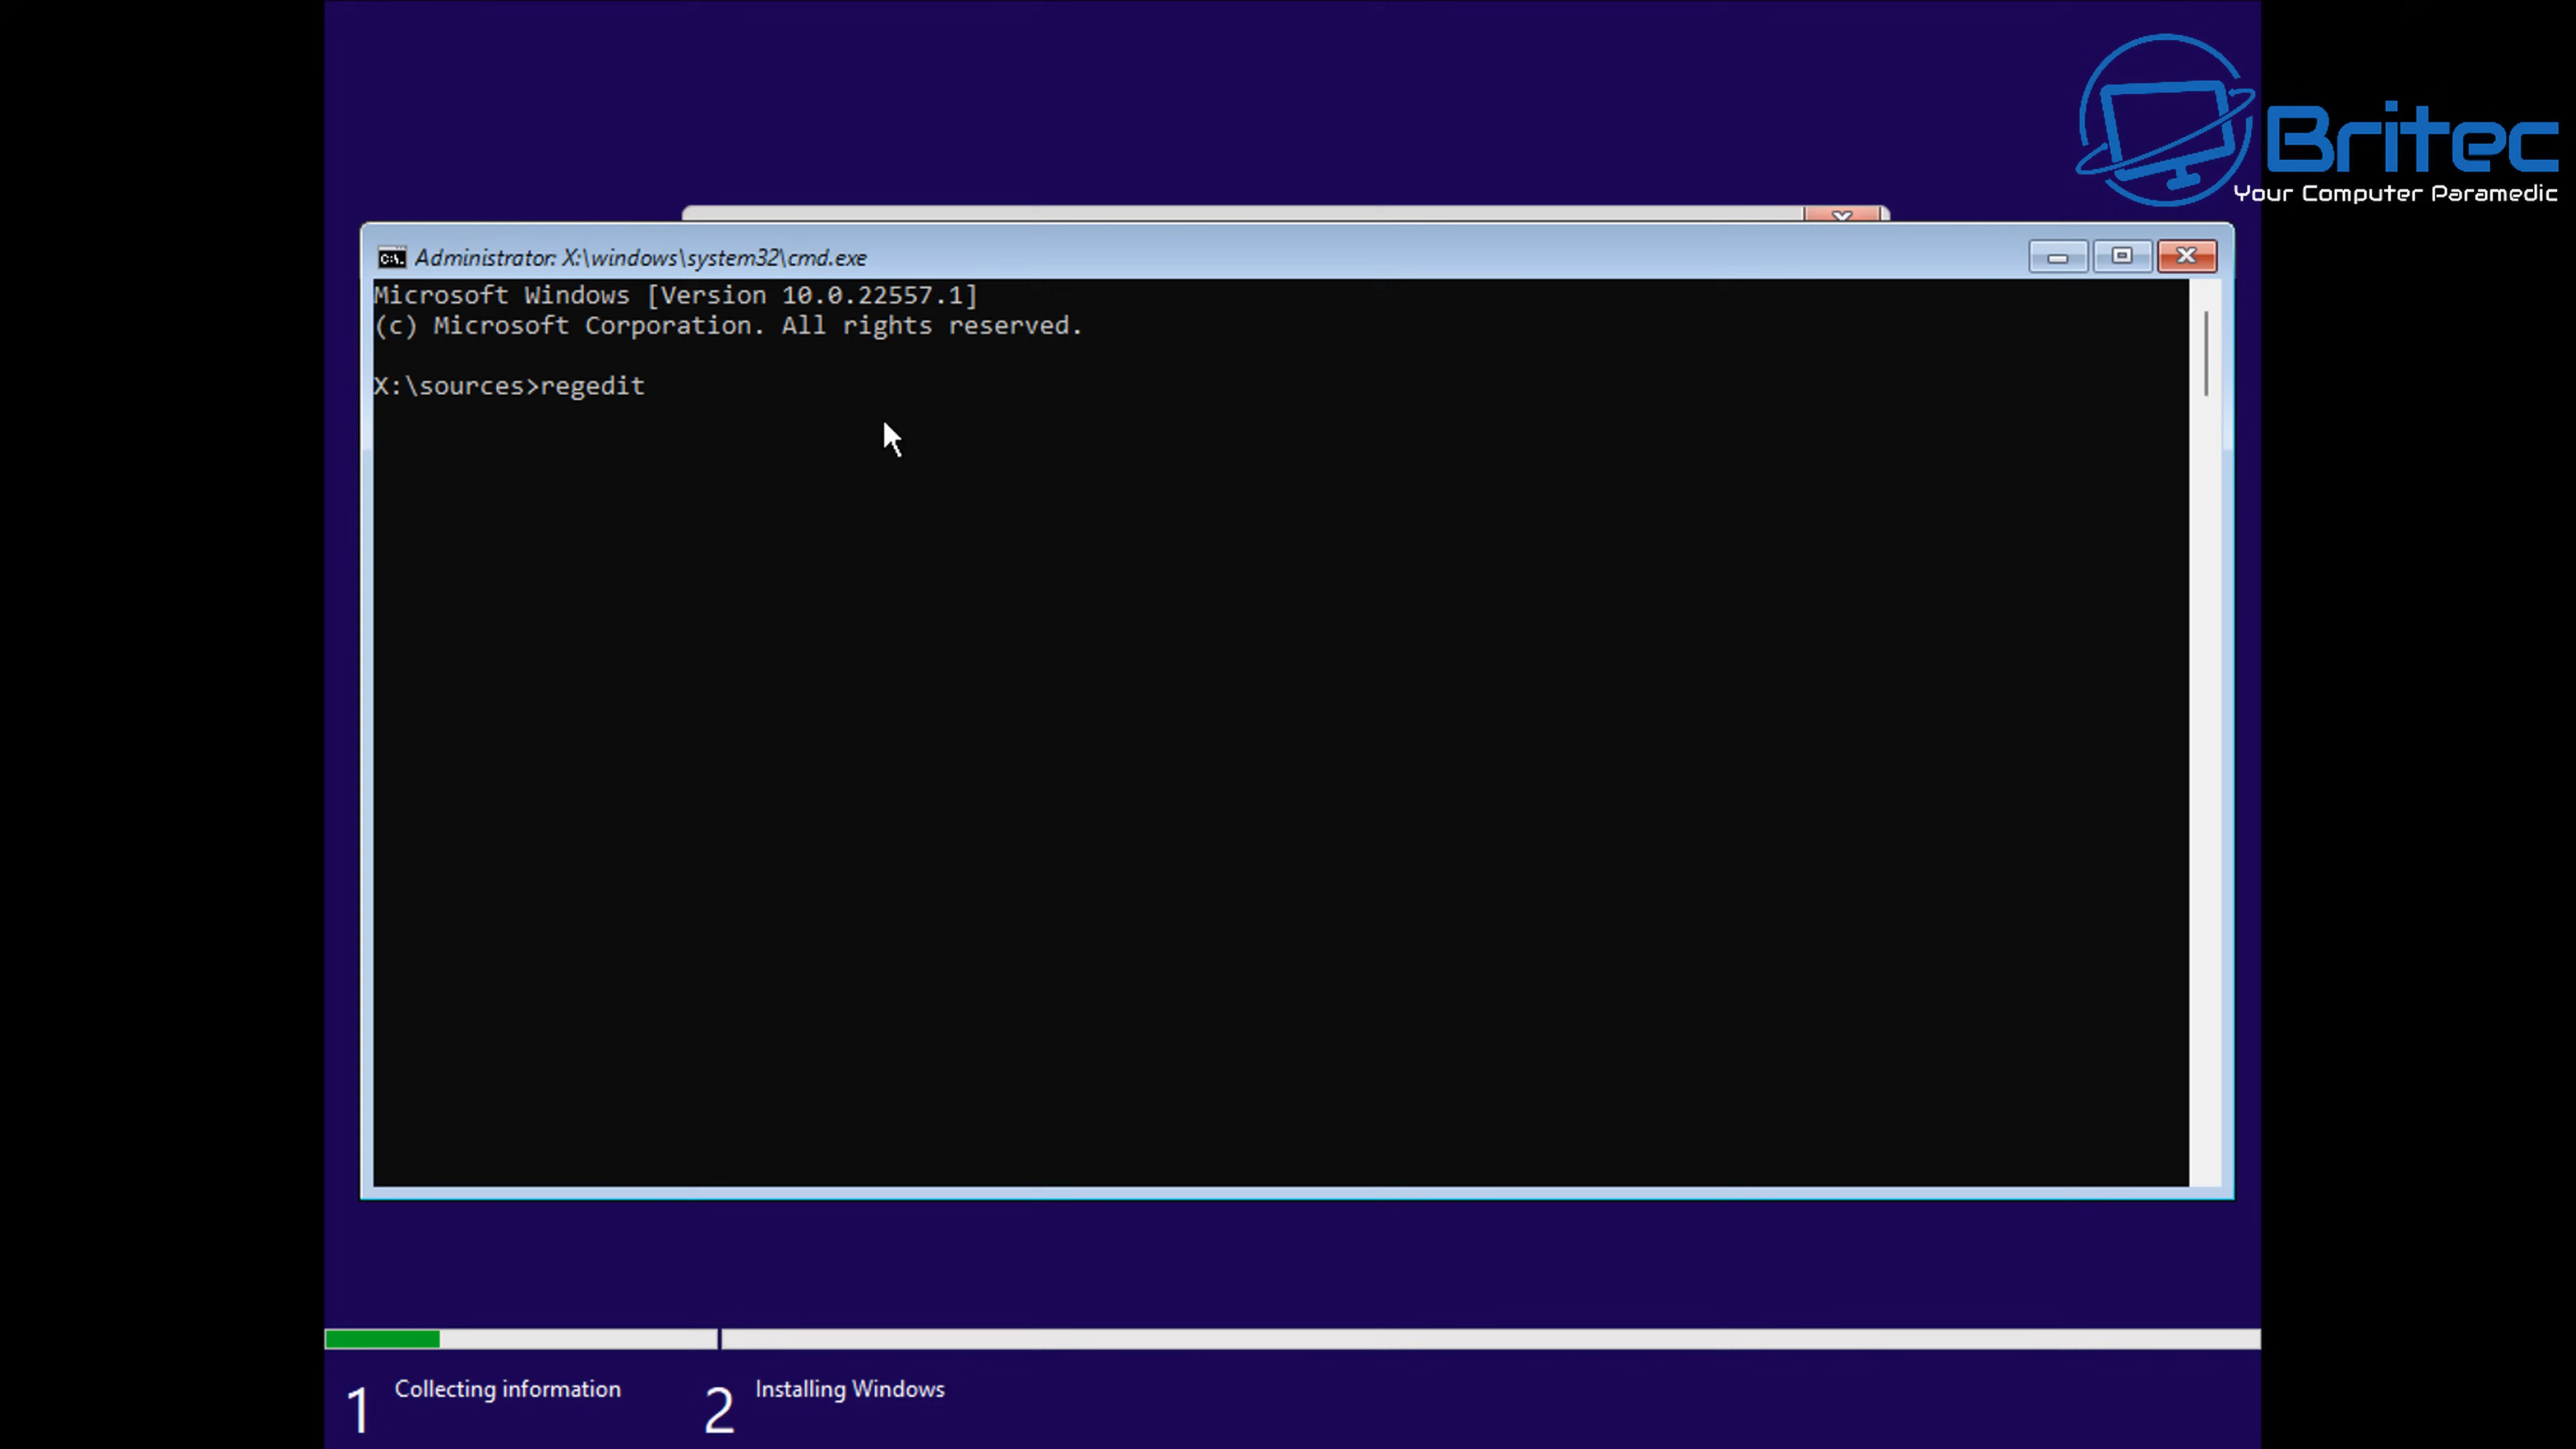 Britec
Your Computer Paramedic
Administrator: X:\windows\system32\cmd.exe
Microsoft Windows [Version 10.0.22557.1]
(c) Microsoft Corporation. All rights reserved.
X:\sources>regedit
1 Collecting information
2 Installing Windows